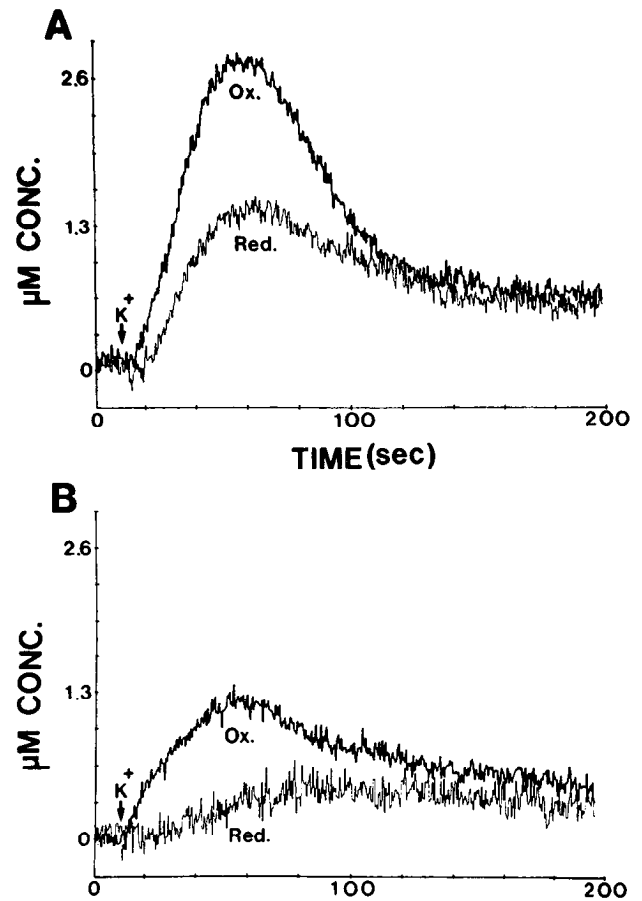 A
2.6
Ox.
μM CONC.
1.3
Red.
K+
0
0 100 200
TIME (sec)
B
2.6
μM CONC.
1.3
Ox.
K+
0
Red.
0 100 200